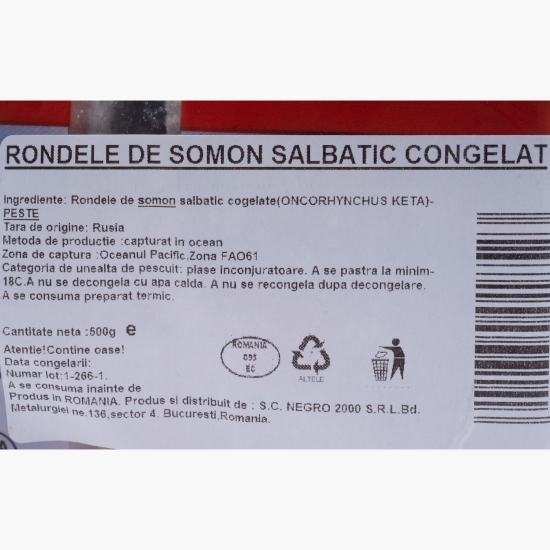 RONDELE DE SOMON SALBATIC CONGELAT
Ingrediente: Rondele de somon salbatic cogelate(ONCORHYNCHUS KETA)-
PESTE
Tara de origine: Rusia
Metoda de productie :capturat in ocean
Zona de captura :Oceanul Pacific.Zona FAO61
Categoria de unealta de pescuit: plase inconjuratoare. A se pastra la minim-
18C.A nu se decongela cu apa calda. A nu se recongela dupa decongelare.
A se consuma preparat termic.
Cantitate neta :500g e
Atentie!Contine oase!
Data congelarii:
Numar lot:1-266-1.
A se consuma inainte de
Produs in ROMANIA. Produs si distribuit de : S.C. NEGRO 2000 S.R.L.Bd.
Metalurgiei ne.136,sector 4. Bucuresti,Romania.
ROMANIA
095
EC
ALTELE